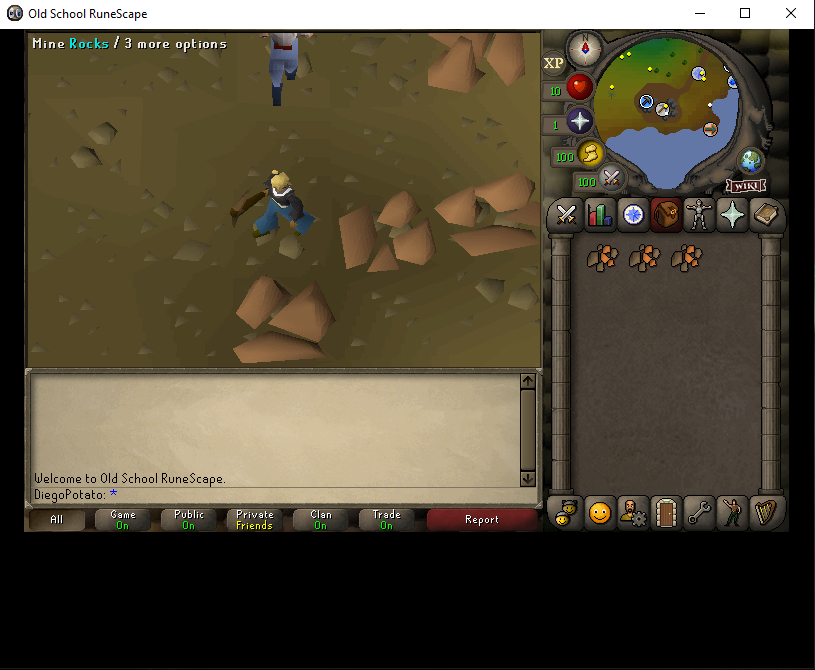 Old School RuneScape
Mine Rocks / 3 more options
XP
10
1
100
100
WIKI
Welcome to Old School RuneScape.
DiegoPotato: *
All
Game
On
Public
On
Private
Friends
Clan
On
Trade
On
Report